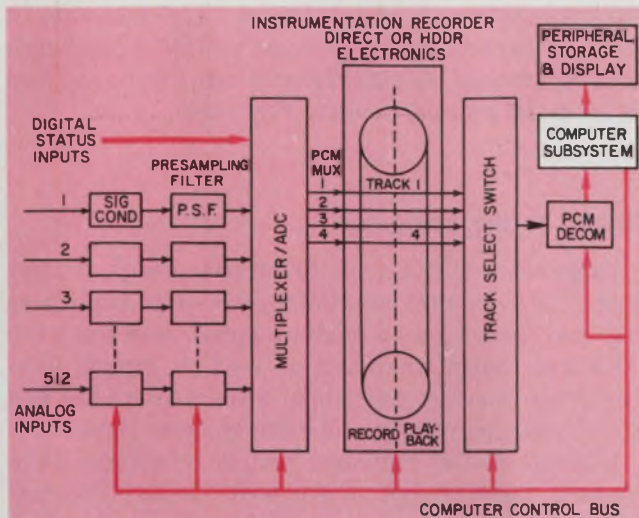 INSTRUMENTATION RECORDER
DIRECT OR HDDR
ELECTRONICS
PERIPHERAL
STORAGE
& DISPLAY
DIGITAL
STATUS
INPUTS
COMPUTER
SUBSYSTEM
PRESAMPLING
FILTER
PCM
MUX
TRACK 1
1
SIG
COND
P.S.F.
1
2
3
4
4
PCM
DECOM
2
3
MULTIPLEXER/ADC
TRACK SELECT SWITCH
512
ANALOG
INPUTS
RECORD
PLAY-
BACK
COMPUTER CONTROL BUS